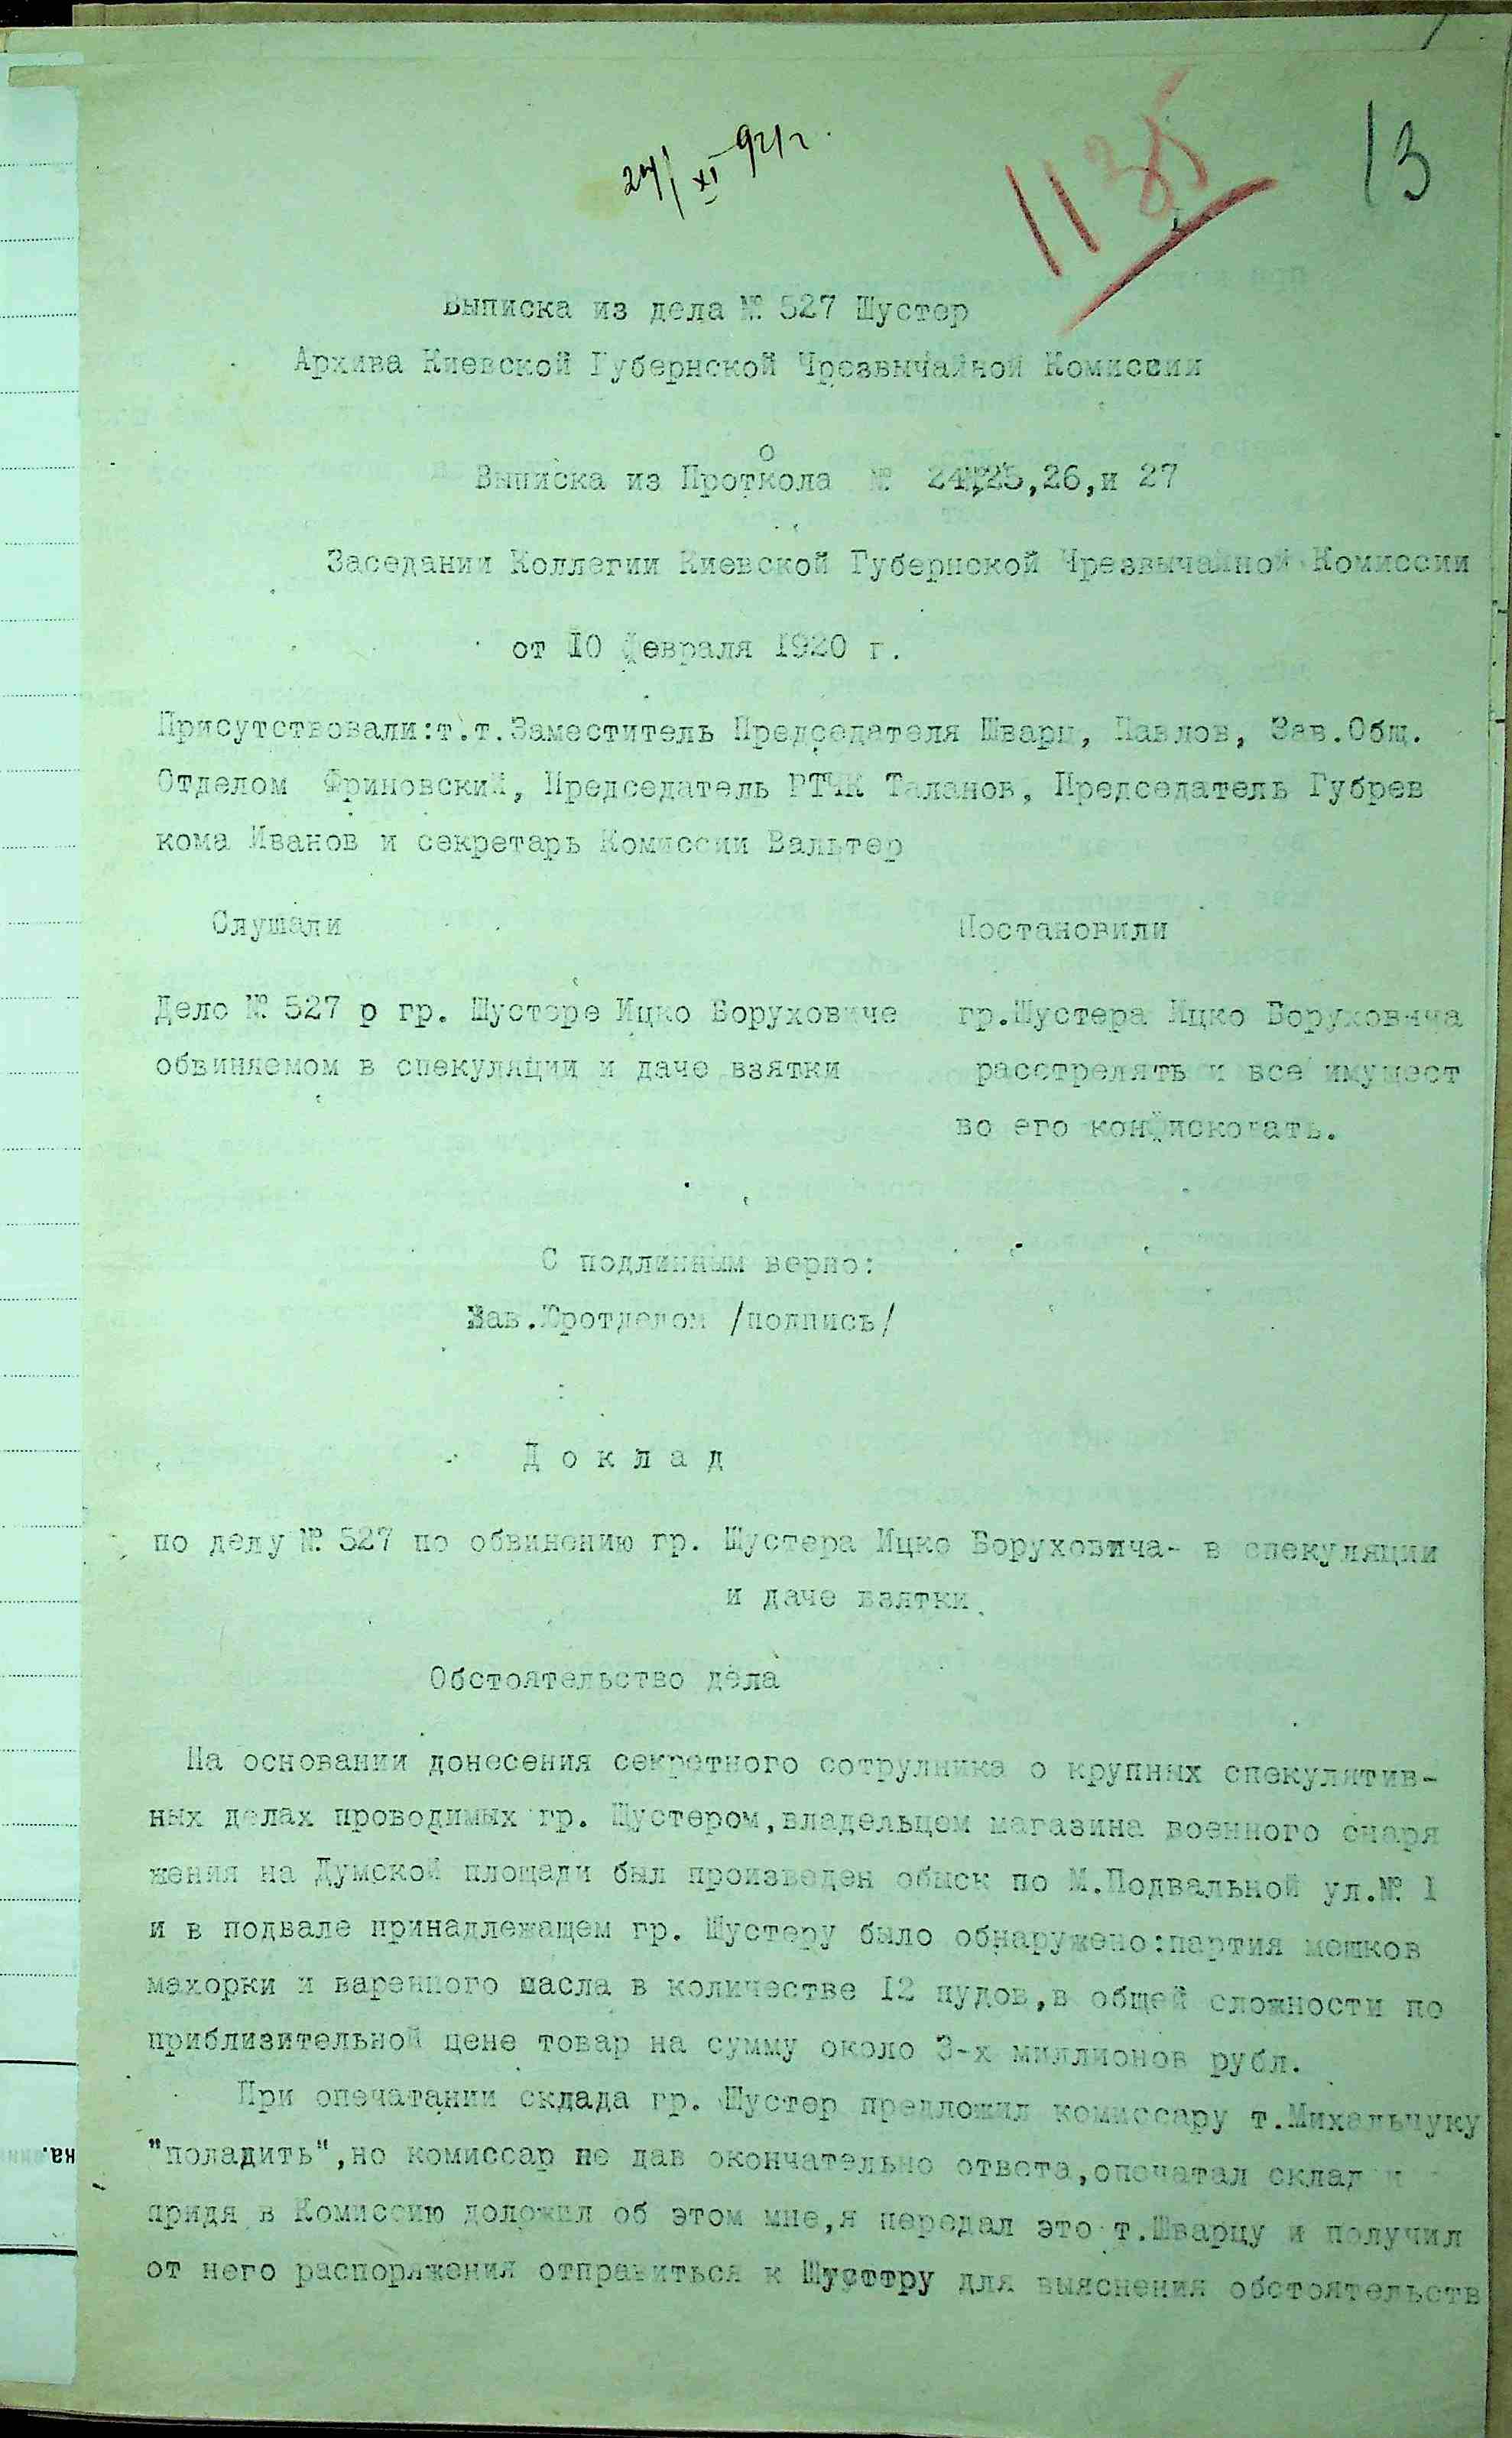 13
1135
24/XI 921г.
Выписка из дела № 527 Шустер
Архива Киевской Губернской Чрезвычайной Комиссии
Выписка из Протокола № 24,25,26,и 27
Заседании Коллегии Киевской Губернской Чрезвычайной Комиссии
от 10 февраля 1920 г.
Присутствовали:т.т.Заместитель Председателя Шварц, Павлов, Зав.Общ.
Отделом Фриновский, Председатель РТЧК Таланов, Председатель Губрев
кома Иванов и секретарь Комиссии Вальтер
Слушали Постановили
Дело № 527 р гр. Шустере Ицко Боруховиче гр.Шустера Ицко Боруховича
обвиняемом в спекуляции и даче взятки расстрелять и все имущест
во его конфисковать.
С подлинным верно:
Зав.Юротделом /подпись/
Д о к л а д
по делу № 527 по обвинению гр. Шустера Ицко Боруховича- в спекуляции
и даче взятки.
Обстоятельство дела
На основании донесения секретного сотрудника о крупных спекулятив-
ных делах проводимых гр. Шустером,владельцем магазина военного снаря
жения на Думской площади был произведен обыск по М.Подвальной ул.№ 1
и в подвале принадлежащем гр. Шустеру было обнаружено:партия мешков
махорки и варенного масла в количестве 12 пудов,в общей сложности по
приблизительной цене товар на сумму около 3-х миллионов рубл.
При опечатании склада гр. Шустер предложил комиссару т.Михальчуку
"поладить",но комиссар не дав окончательно ответа,опечатал склад и
придя в Комиссию доложил об этом мне,я передал это т.Шварцу и получил
от него распоряжения отправиться к Шусттру для выяснения обстоятельств